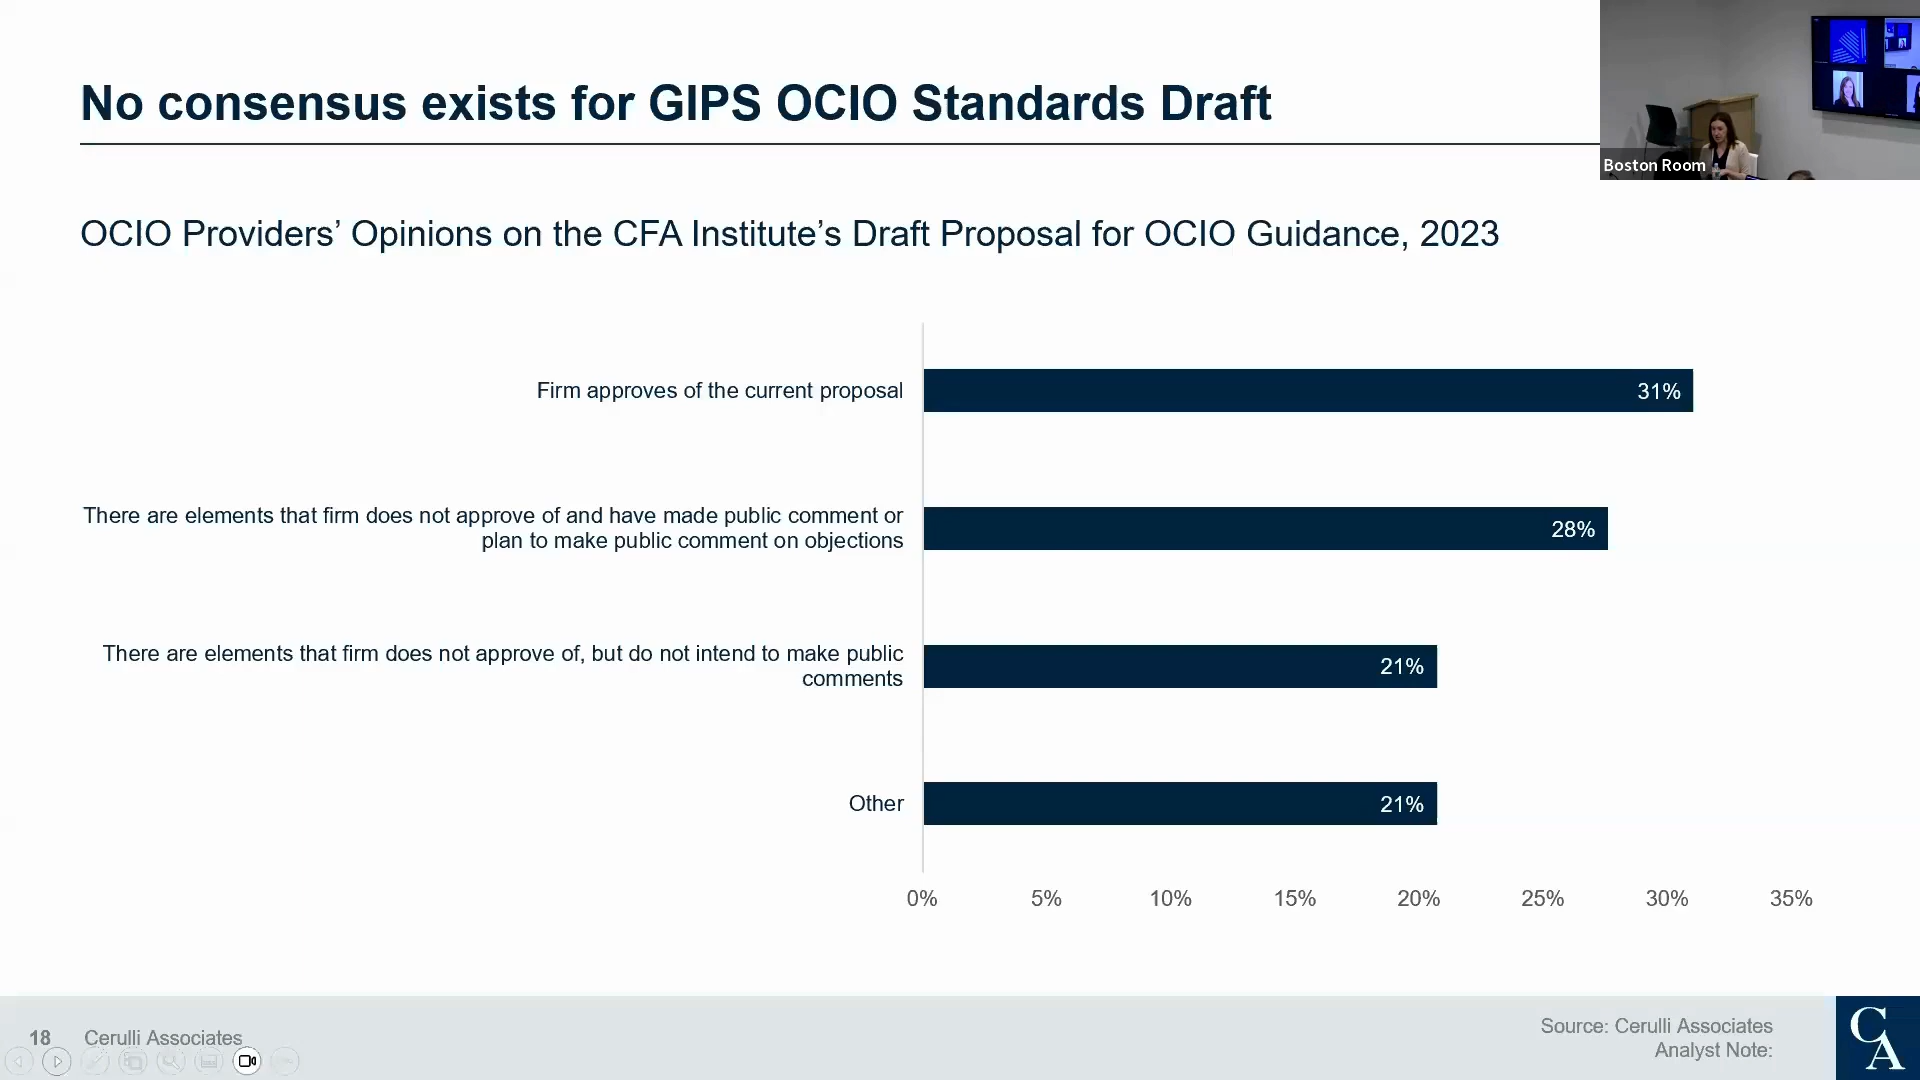 No consensus exists for GIPS OCIO Standards Draft
Boston Room
OCIO Providers’ Opinions on the CFA Institute’s Draft Proposal for OCIO Guidance, 2023
Firm approves of the current proposal
31%
There are elements that firm does not approve of and have made public comment or
plan to make public comment on objections
28%
There are elements that firm does not approve of, but do not intend to make public
comments
21%
Other
21%
0% 5% 10% 15% 20% 25% 30% 35%
18 Cerulli Associates
Source: Cerulli Associates
Analyst Note:
CA